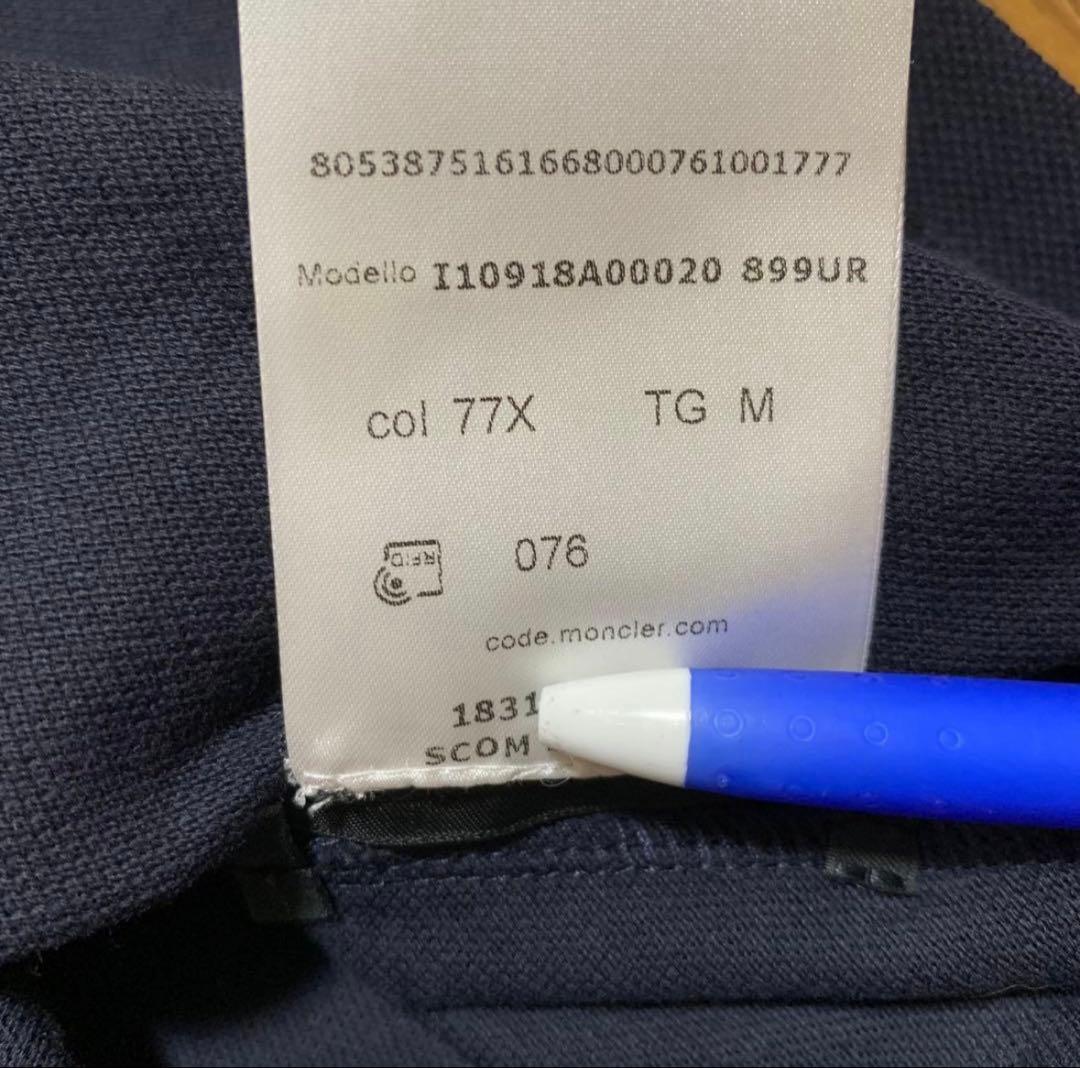 8053875161668000761001777
Modello I10918A00020 899UR
col 77X TG M
RFID 076
code.moncler.com
1831
SCOM